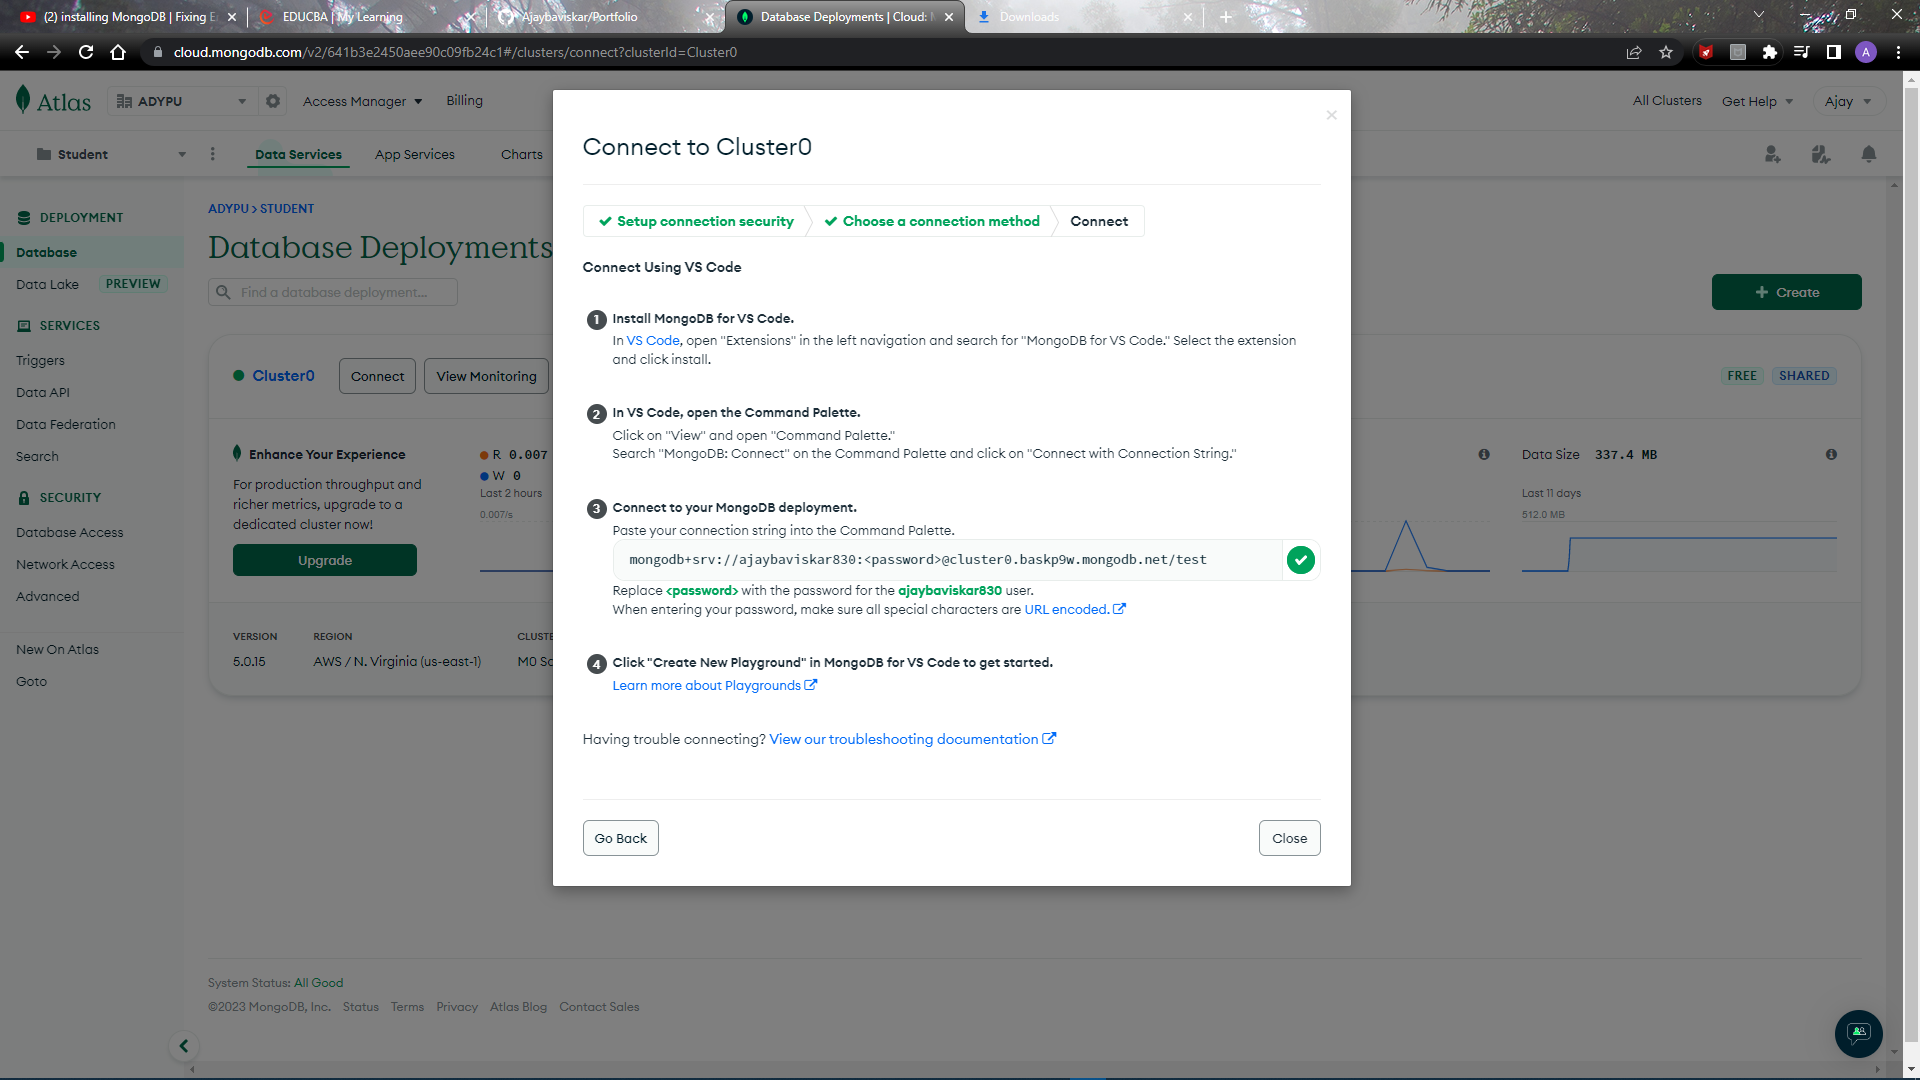 (2) installing MongoDB | Fixing E
EDUCBA | My Learning
Ajaybaviskar/Portfolio
Database Deployments | Cloud: M
Downloads
cloud.mongodb.com/v2/641b3e2450aee90c09fb24c1#/clusters/connect?clusterId=Cluster0
A
Atlas
ADYPU
Access Manager
Billing
All Clusters
Get Help
Ajay
Student
Data Services
App Services
Charts
DEPLOYMENT
Database
Data Lake
PREVIEW
SERVICES
Triggers
Data API
Data Federation
Search
SECURITY
Database Access
Network Access
Advanced
New On Atlas
Goto
ADYPU > STUDENT
Database Deployments
Find a database deployment...
+ Create
Cluster0
Connect
View Monitoring
FREE
SHARED
Enhance Your Experience
For production throughput and
richer metrics, upgrade to a
dedicated cluster now!
Upgrade
R 0.007
W 0
Last 2 hours
0.007/s
Data Size 337.4 MB
Last 11 days
512.0 MB
VERSION
5.0.15
REGION
AWS / N. Virginia (us-east-1)
CLUSTE
M0 Sa
Connect to Cluster0
Setup connection security
Choose a connection method
Connect
Connect Using VS Code
1 Install MongoDB for VS Code.
In VS Code, open "Extensions" in the left navigation and search for "MongoDB for VS Code." Select the extension
and click install.
2 In VS Code, open the Command Palette.
Click on "View" and open "Command Palette."
Search "MongoDB: Connect" on the Command Palette and click on "Connect with Connection String."
3 Connect to your MongoDB deployment.
Paste your connection string into the Command Palette.
mongodb+srv://ajaybaviskar830:<password>@cluster0.baskp9w.mongodb.net/test
Replace <password> with the password for the ajaybaviskar830 user.
When entering your password, make sure all special characters are URL encoded.
4 Click "Create New Playground" in MongoDB for VS Code to get started.
Learn more about Playgrounds
Having trouble connecting? View our troubleshooting documentation
Go Back
Close
System Status: All Good
©2023 MongoDB, Inc.
Status
Terms
Privacy
Atlas Blog
Contact Sales